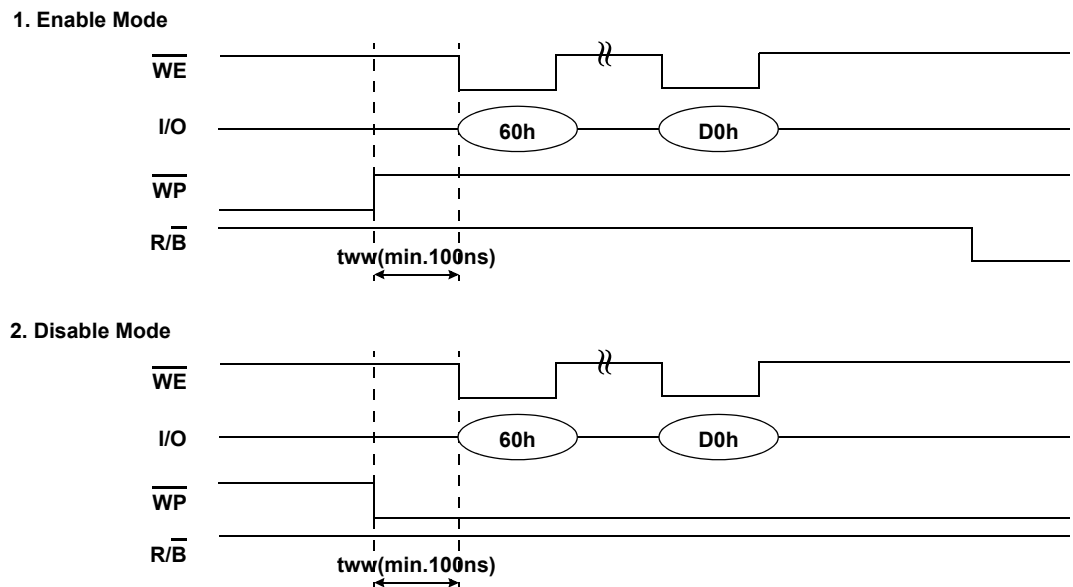 1. Enable Mode
WE
I/O
60h
D0h
WP
R/B
tww(min.100ns)
2. Disable Mode
WE
I/O
60h
D0h
WP
R/B
tww(min.100ns)